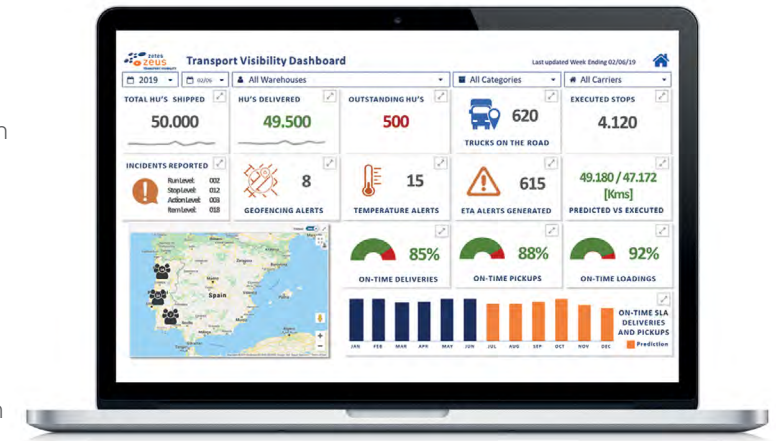 zetes
zeus
TRANSPORT VISIBILITY
Transport Visibility Dashboard
Last updated Week Ending 02/06/19
2019
02/06
All Warehouses
All Categories
# All Carriers
TOTAL HU'S SHIPPED
50.000
HU'S DELIVERED
49.500
OUTSTANDING HU'S
500
620
TRUCKS ON THE ROAD
EXECUTED STOPS
4.120
INCIDENTS REPORTED
Run Level: 002
Stop Level: 012
Action Level: 003
Item Level: 018
8
GEOFENCING ALERTS
15
TEMPERATURE ALERTS
615
ETA ALERTS GENERATED
49.180 / 47.172
[Kms]
PREDICTED VS EXECUTED
Spain
85%
ON-TIME DELIVERIES
88%
ON-TIME PICKUPS
92%
ON-TIME LOADINGS
JAN FEB MAR APR MAY JUN JUL AUG SEP OCT NOV DEC
ON-TIME SLA
DELIVERIES
AND PICKUPS
Prediction